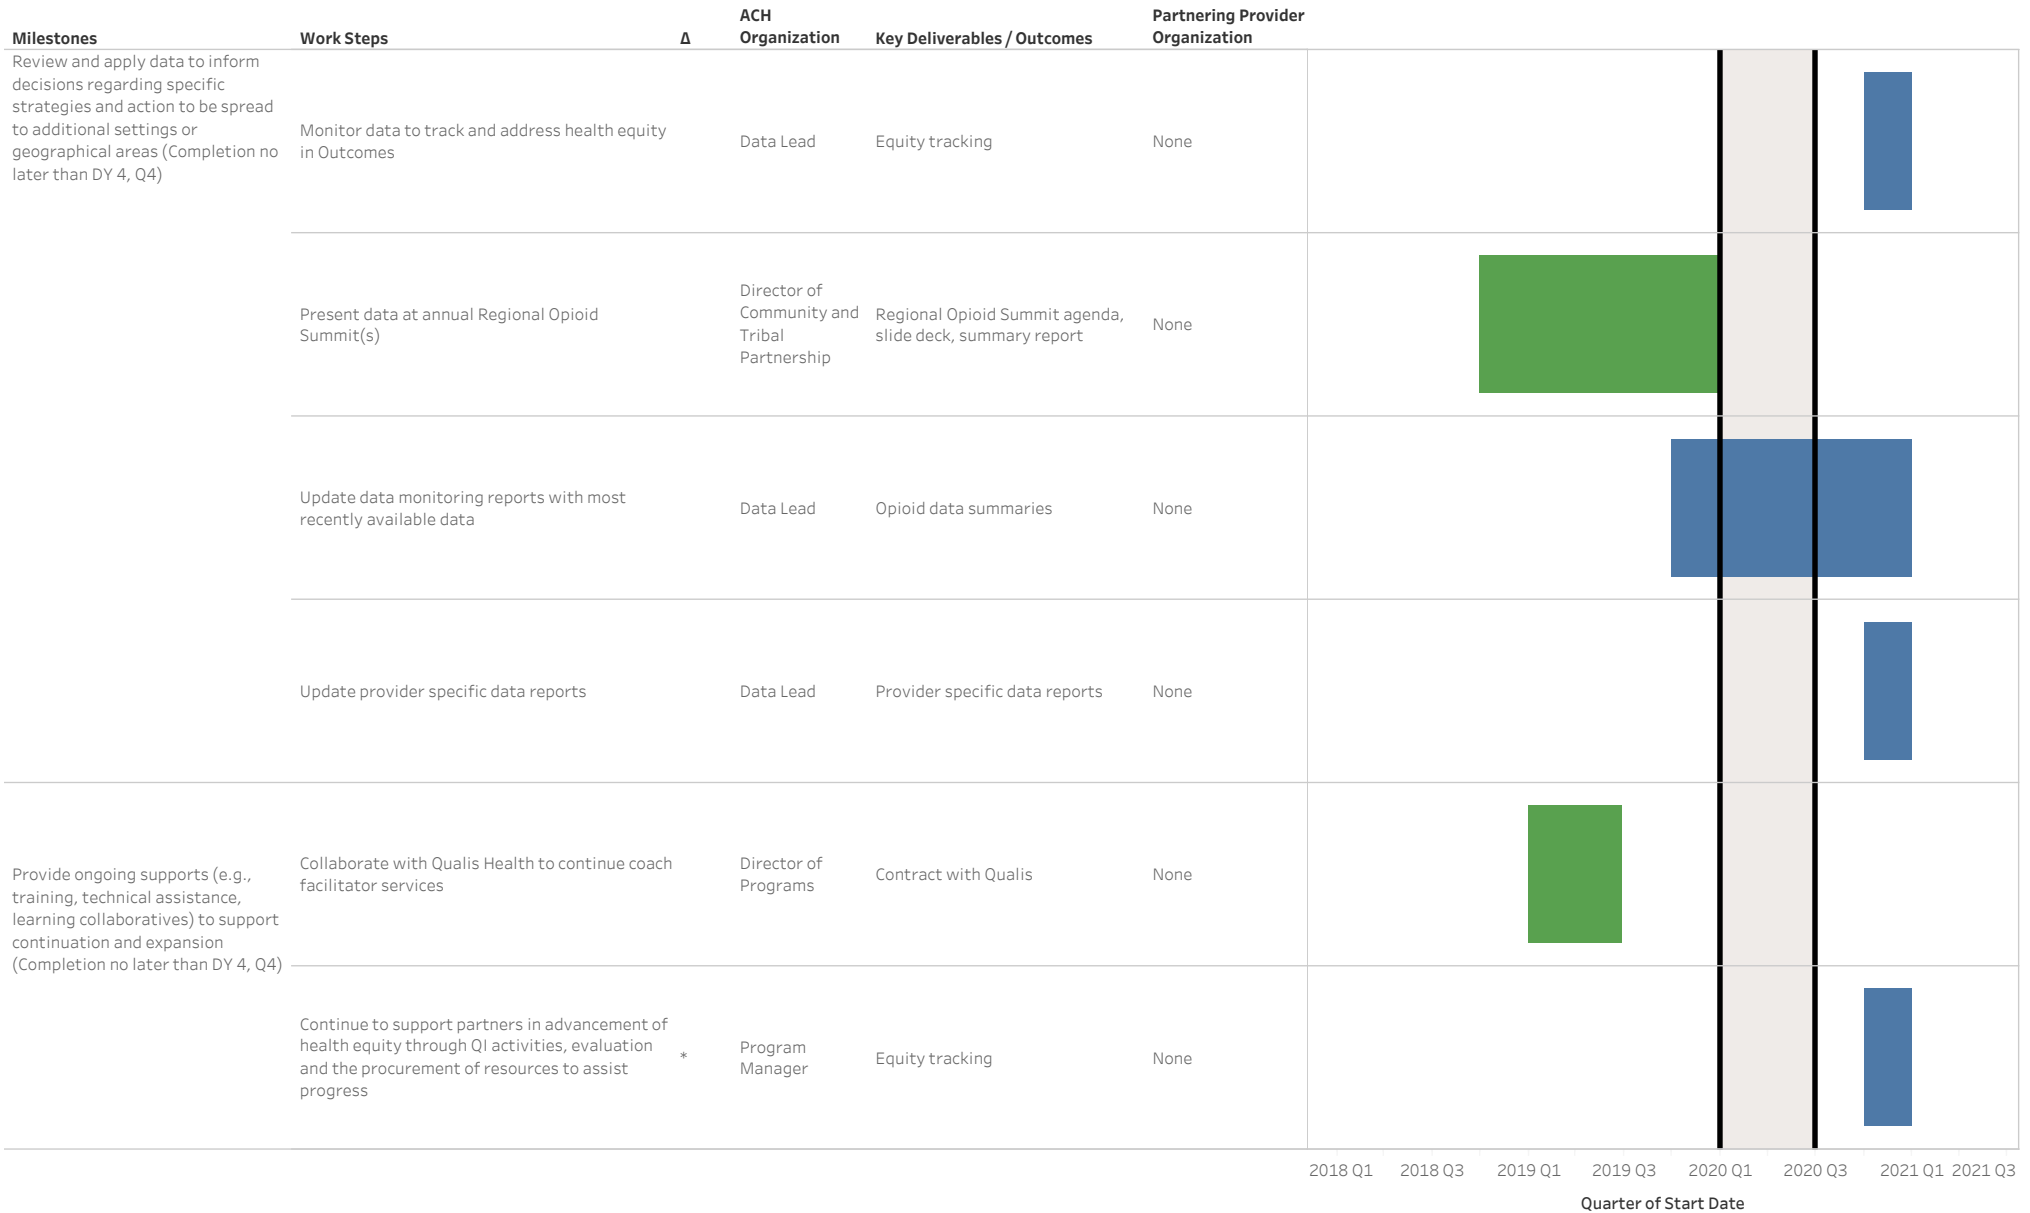 Milestones
Work Steps
Δ
ACH
Organization
Key Deliverables / Outcomes
Partnering Provider
Organization
Review and apply data to inform
decisions regarding specific
strategies and action to be spread
to additional settings or
geographical areas (Completion no
later than DY 4, Q4)
Monitor data to track and address health equity
in Outcomes
Data Lead
Equity tracking
None
Present data at annual Regional Opioid
Summit(s)
Director of
Community and
Tribal
Partnership
Regional Opioid Summit agenda,
slide deck, summary report
None
Update data monitoring reports with most
recently available data
Data Lead
Opioid data summaries
None
Update provider specific data reports
Data Lead
Provider specific data reports
None
Provide ongoing supports (e.g.,
training, technical assistance,
learning collaboratives) to support
continuation and expansion
(Completion no later than DY 4, Q4)
Collaborate with Qualis Health to continue coach
facilitator services
Director of
Programs
Contract with Qualis
None
Continue to support partners in advancement of
health equity through QI activities, evaluation
and the procurement of resources to assist
progress
*
Program
Manager
Equity tracking
None
2018 Q1 2018 Q3 2019 Q1 2019 Q3 2020 Q1 2020 Q3 2021 Q1 2021 Q3
Quarter of Start Date